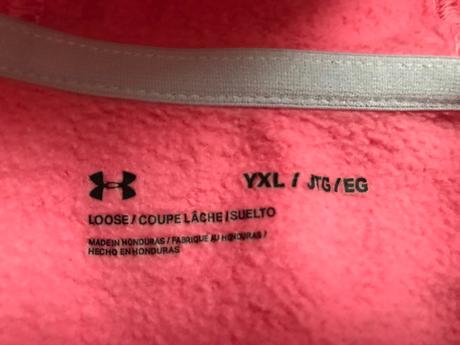 YXL / JTG/EG
LOOSE / COUPE LÂCHE / SUELTO
MADE IN HONDURAS / FABRIQUÉ AU HONDURAS /
HECHO EN HONDURAS